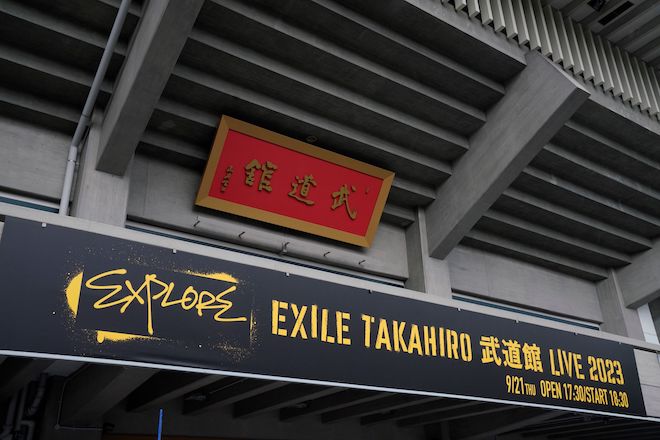 館道武
EXPLORE
EXILE TAKAHIRO 武道館 LIVE 2023
9/21 THU OPEN 17:30/START 18:30